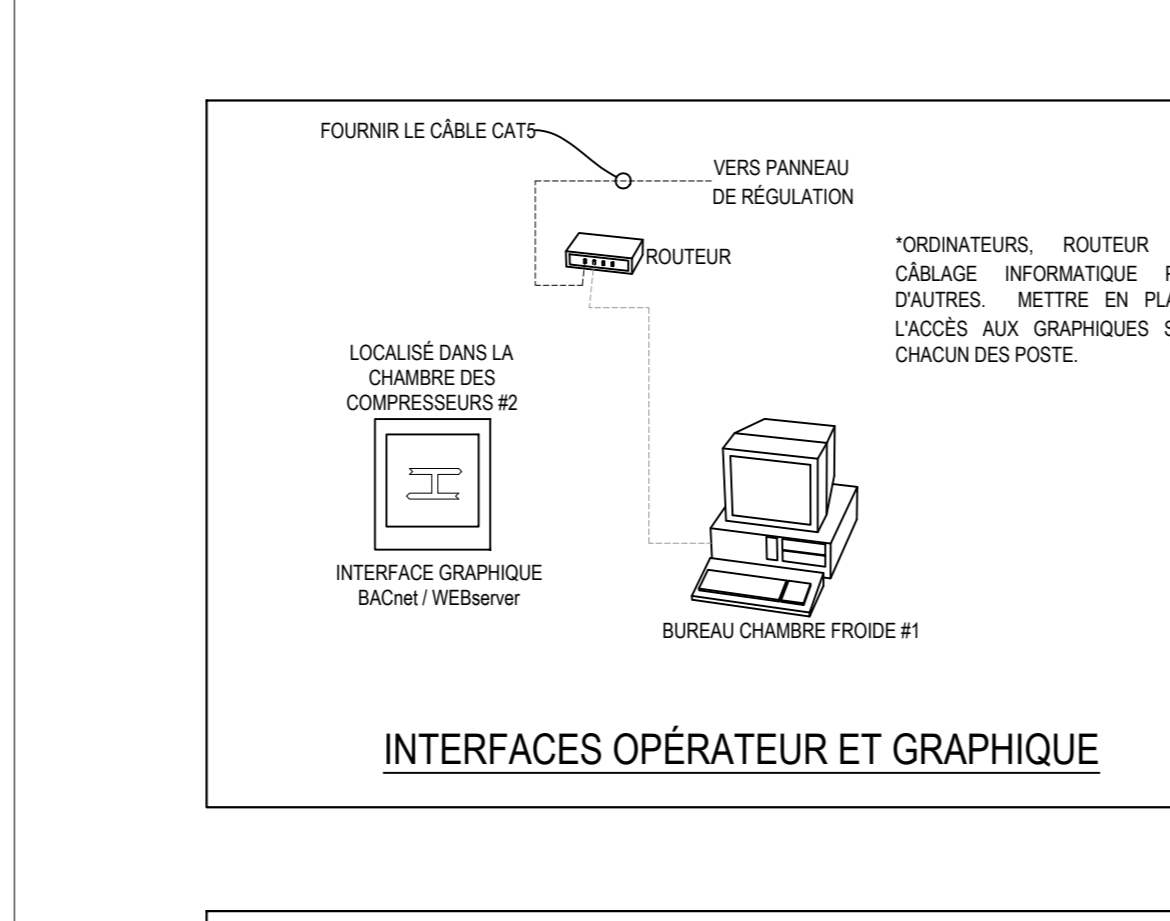 FOURNIR LE CÂBLE CAT5
VERS PANNEAU
DE RÉGULATION
ROUTEUR
*ORDINATEURS, ROUTEUR
CÂBLAGE INFORMATIQUE
D'AUTRES. METTRE EN
L'ACCÈS AUX GRAPHIQUES
CHACUN DES POSTE.
LOCALISÉ DANS LA
CHAMBRE DES
COMPRESSEURS #2
INTERFACE GRAPHIQUE
BACnet / WEBserver
BUREAU CHAMBRE FROIDE #1
INTERFACES OPÉRATEUR ET GRAPHIQUE